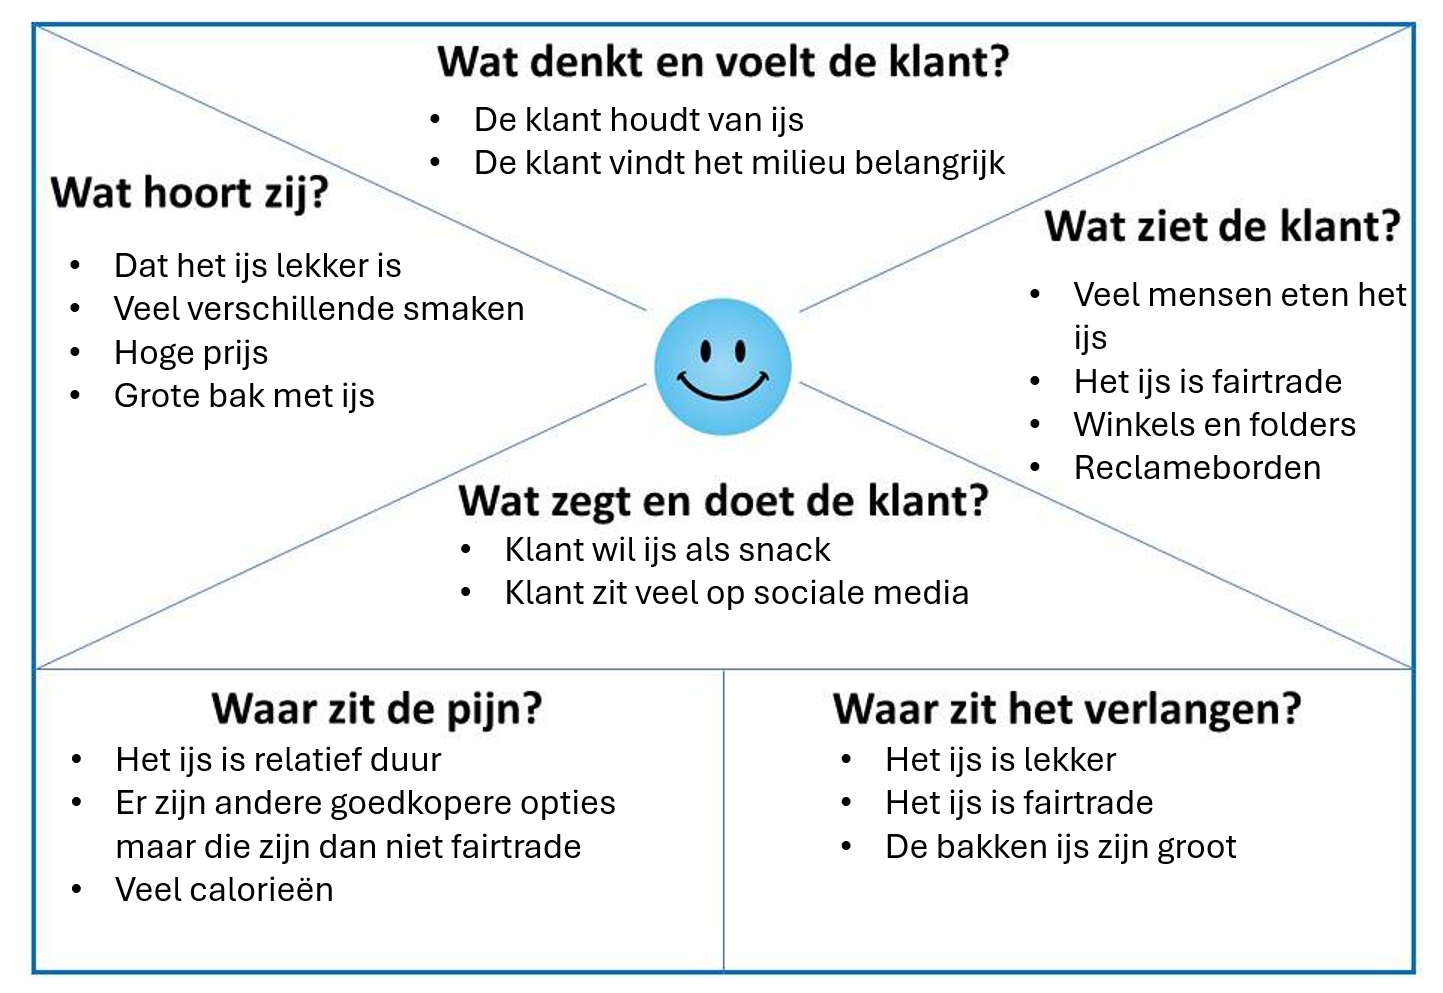 Wat denkt en voelt de klant?
• De klant houdt van ijs
• De klant vindt het milieu belangrijk
Wat hoort zij?
• Dat het ijs lekker is
• Veel verschillende smaken
• Hoge prijs
• Grote bak met ijs
Wat ziet de klant?
• Veel mensen eten het
ijs
• Het ijs is fairtrade
• Winkels en folders
• Reclameborden
Wat zegt en doet de klant?
• Klant wil ijs als snack
• Klant zit veel op sociale media
Waar zit de pijn?
• Het ijs is relatief duur
• Er zijn andere goedkopere opties
maar die zijn dan niet fairtrade
• Veel calorieën
Waar zit het verlangen?
• Het ijs is lekker
• Het ijs is fairtrade
• De bakken ijs zijn groot